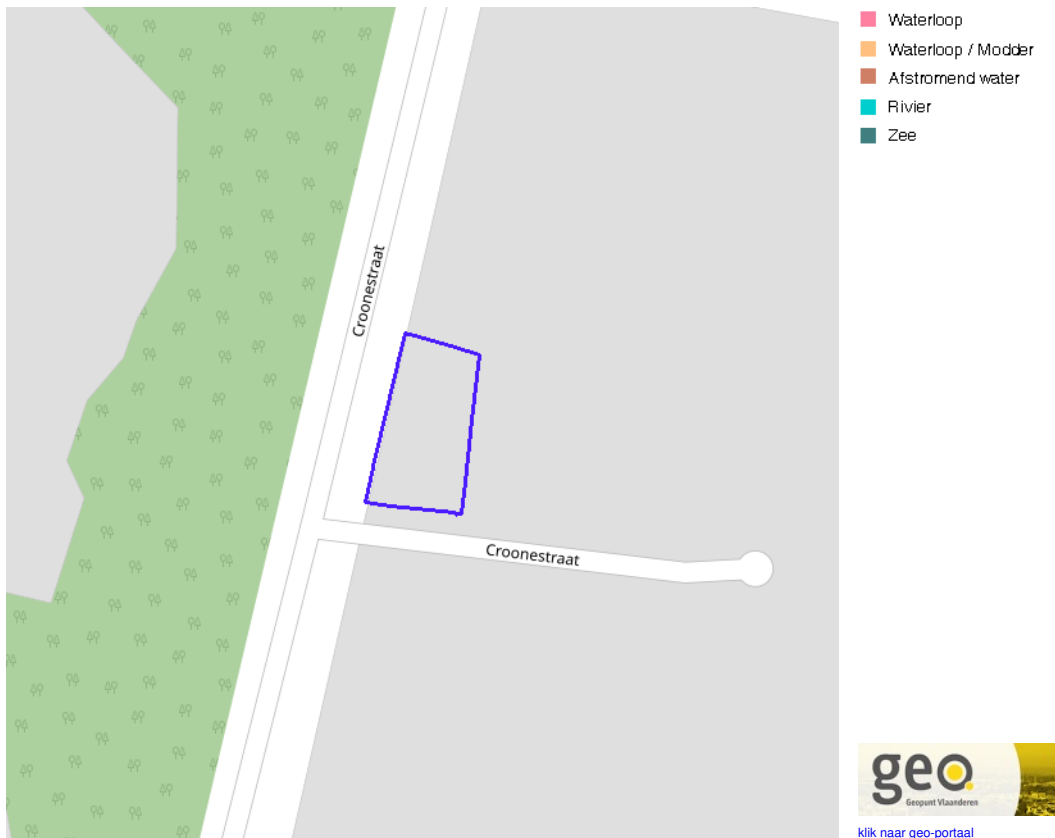 Waterloop
Waterloop / Modder
Afstromend water
Rivier
Zee
Croonestraat
Croonestraat
geo.
Geopunt Vlaanderen
klik naar geo-portaal